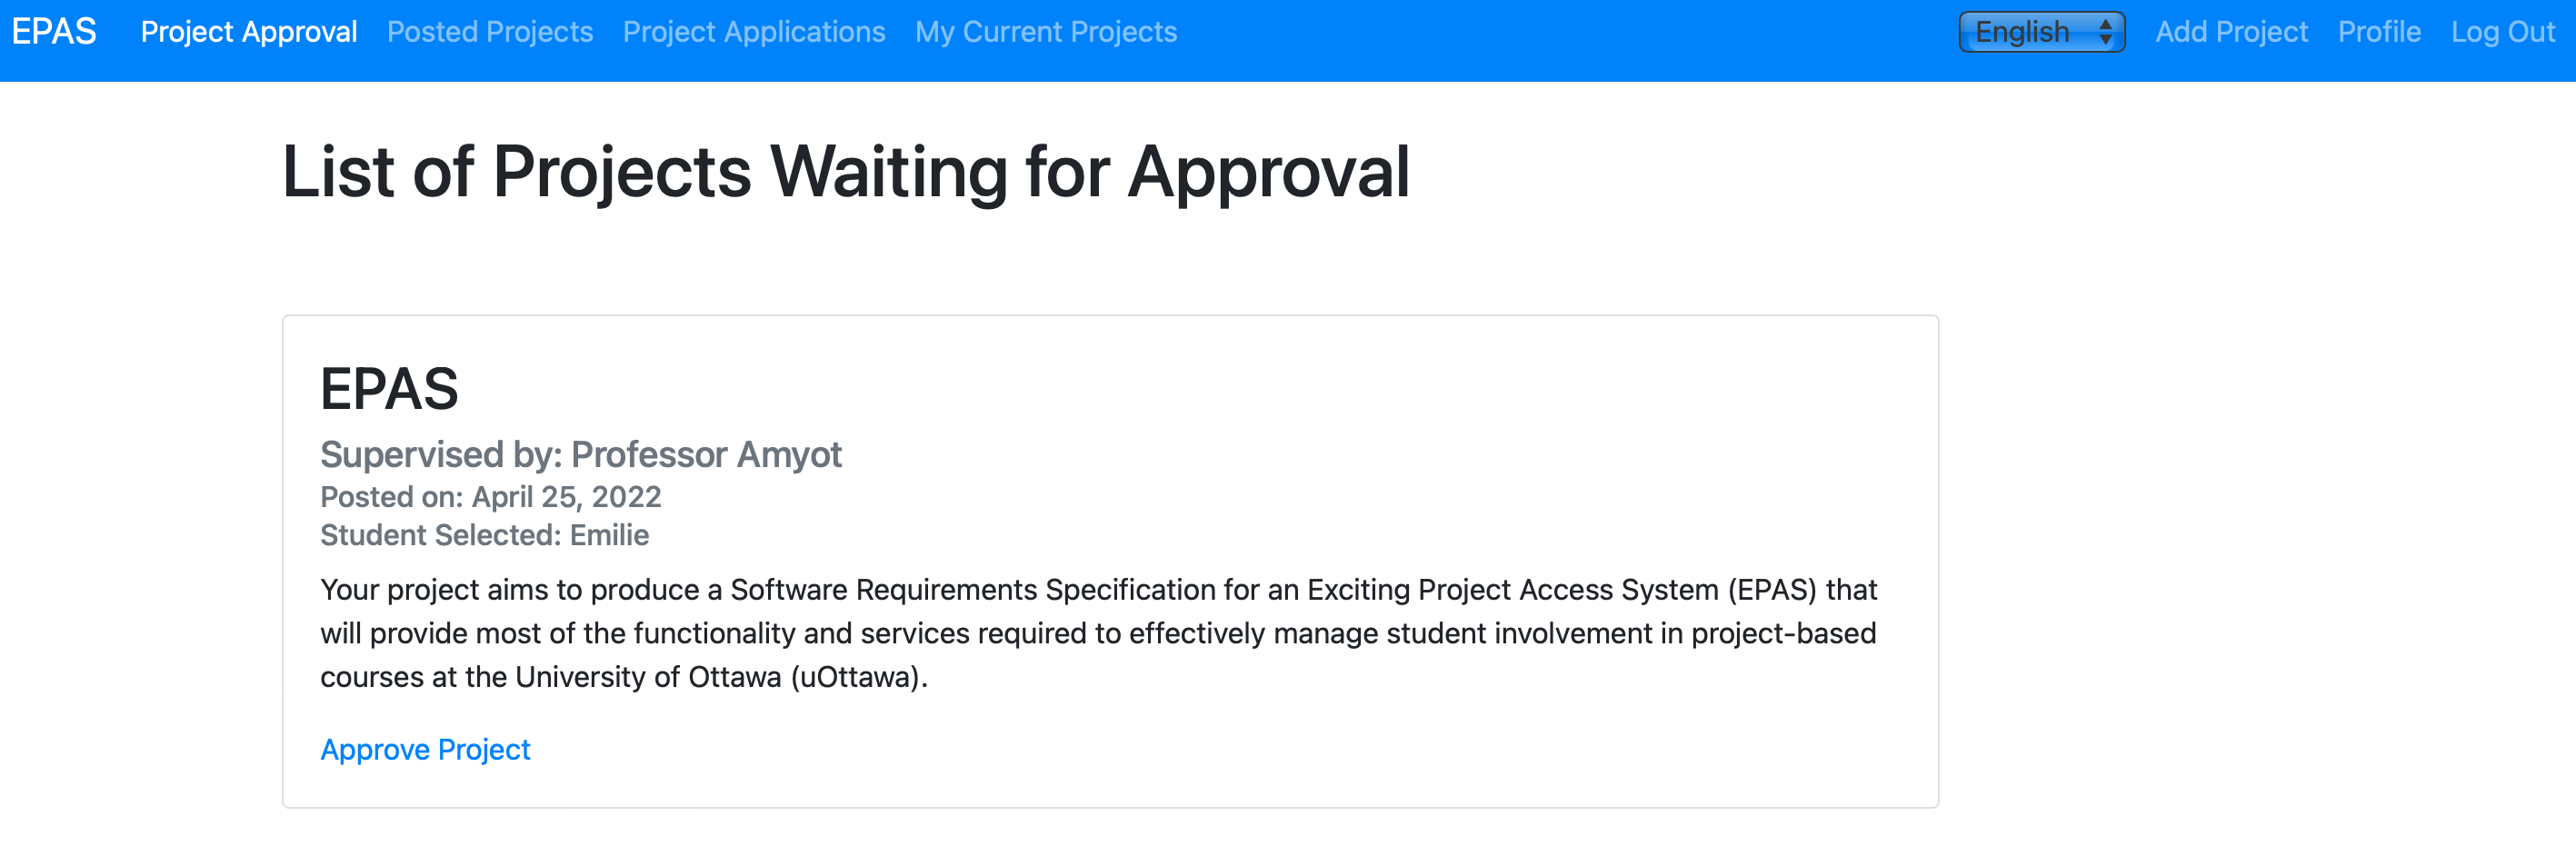 EPAS Project Approval Posted Projects Project Applications My Current Projects English Add Project Profile Log Out
List of Projects Waiting for Approval
EPAS
Supervised by: Professor Amyot
Posted on: April 25, 2022
Student Selected: Emilie
Your project aims to produce a Software Requirements Specification for an Exciting Project Access System (EPAS) that
will provide most of the functionality and services required to effectively manage student involvement in project-based
courses at the University of Ottawa (uOttawa).
Approve Project